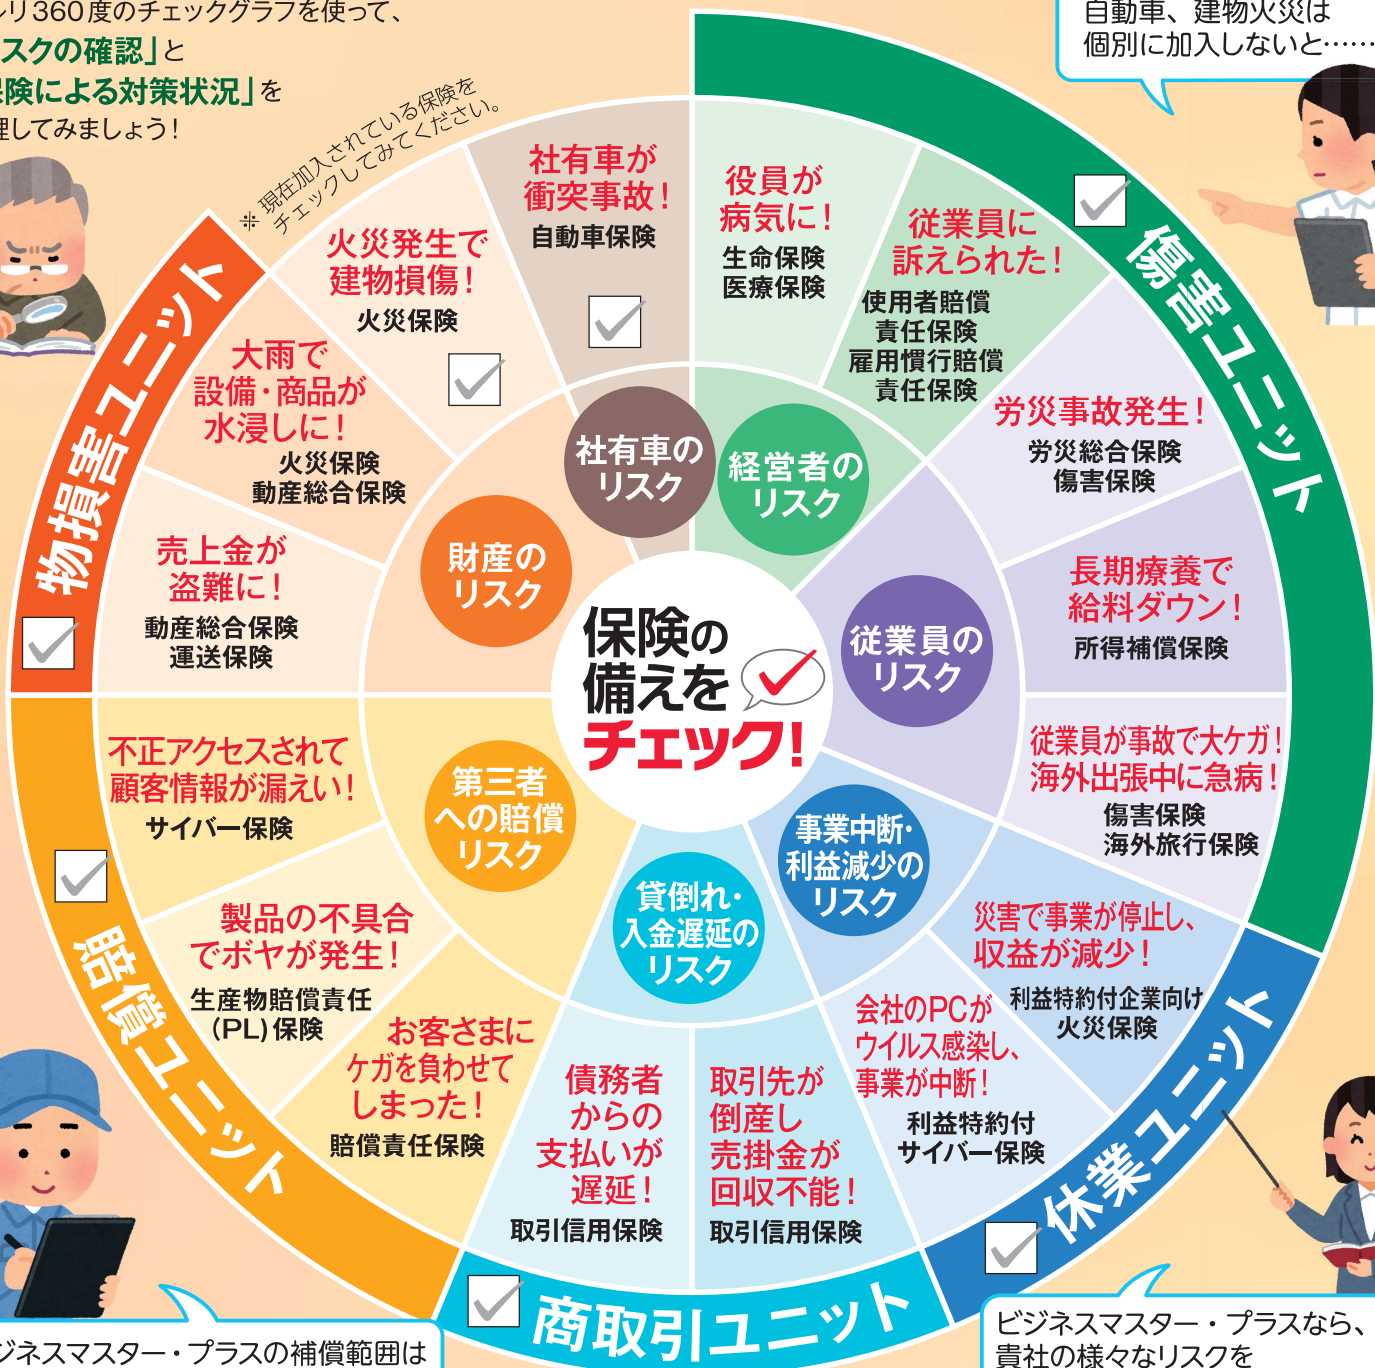 リ360度のチェックグラフを使って、
スクの確認」と
険による対策状況」を
理してみましょう!
※現在加入されている保険を
チェックしてみてください。
自動車、建物火災は
個別に加入しないと……
社有車が
衝突事故!
自動車保険
役員が
病気に!
生命保険
医療保険
従業員に
訴えられた!
使用者賠償
責任保険
雇用慣行賠償
責任保険
傷害ユニット
労災事故発生!
労災総合保険
傷害保険
長期療養で
給料ダウン!
所得補償保険
従業員が事故で大ケガ!
海外出張中に急病!
傷害保険
海外旅行保険
災害で事業が停止し、
収益が減少!
利益特約付企業向け
火災保険
会社のPCが
ウイルス感染し、
事業が中断!
利益特約付
サイバー保険
休業ユニット
取引先が
倒産し
売掛金が
回収不能!
取引信用保険
債務者
からの
支払いが
遅延!
取引信用保険
商取引ユニット
お客さまに
ケガを負わせて
しまった!
賠償責任保険
製品の不具合
でボヤが発生!
生産物賠償責任
(PL)保険
不正アクセスされて
顧客情報が漏えい!
サイバー保険
賠償ユニット
売上金が
盗難に!
動産総合保険
運送保険
大雨で
設備・商品が
水浸しに!
火災保険
動産総合保険
火災発生で
建物損傷!
火災保険
物損害ユニット
社有車の
リスク
経営者の
リスク
従業員の
リスク
事業中断・
利益減少の
リスク
貸倒れ・
入金遅延の
リスク
第三者
への賠償
リスク
財産の
リスク
保険の
備えを
チェック!
ジネスマスター・プラスの補償範囲は
ビジネスマスター・プラスなら、
貴社の様々なリスクを